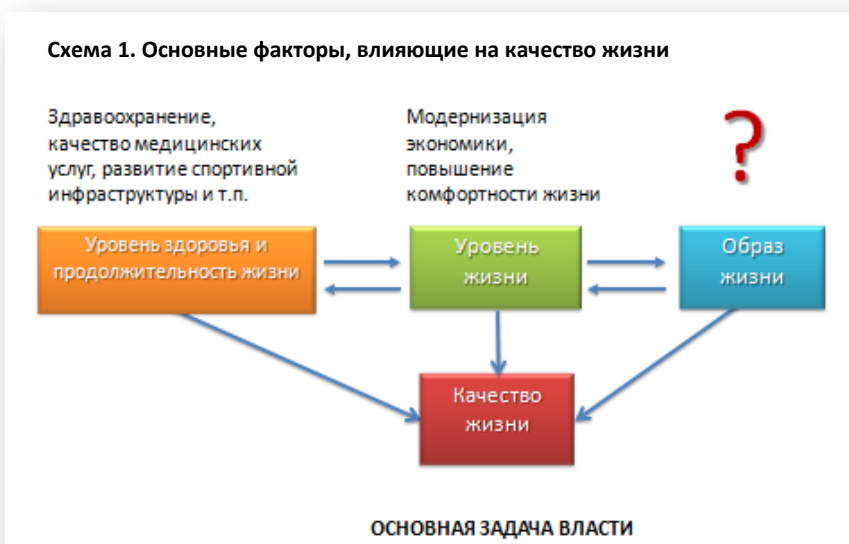 Схема 1. Основные факторы, влияющие на качество жизни
Здравоохранение,
качество медицинских
услуг, развитие спортивной
инфраструктуры и т.п.
Модернизация
экономики,
повышение
комфортности жизни
?
Уровень здоровья и
продолжительность жизни
Уровень
жизни
Образ
жизни
Качество
жизни
ОСНОВНАЯ ЗАДАЧА ВЛАСТИ